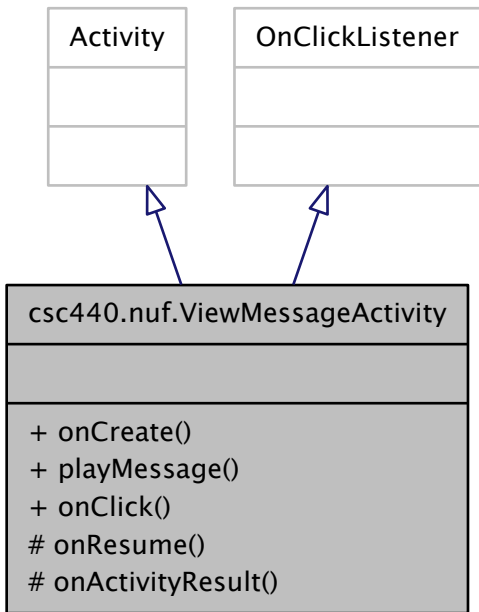 Activity
OnClickListener
csc440.nuf.ViewMessageActivity
+ onCreate()
+ playMessage()
+ onClick()
# onResume()
# onActivityResult()